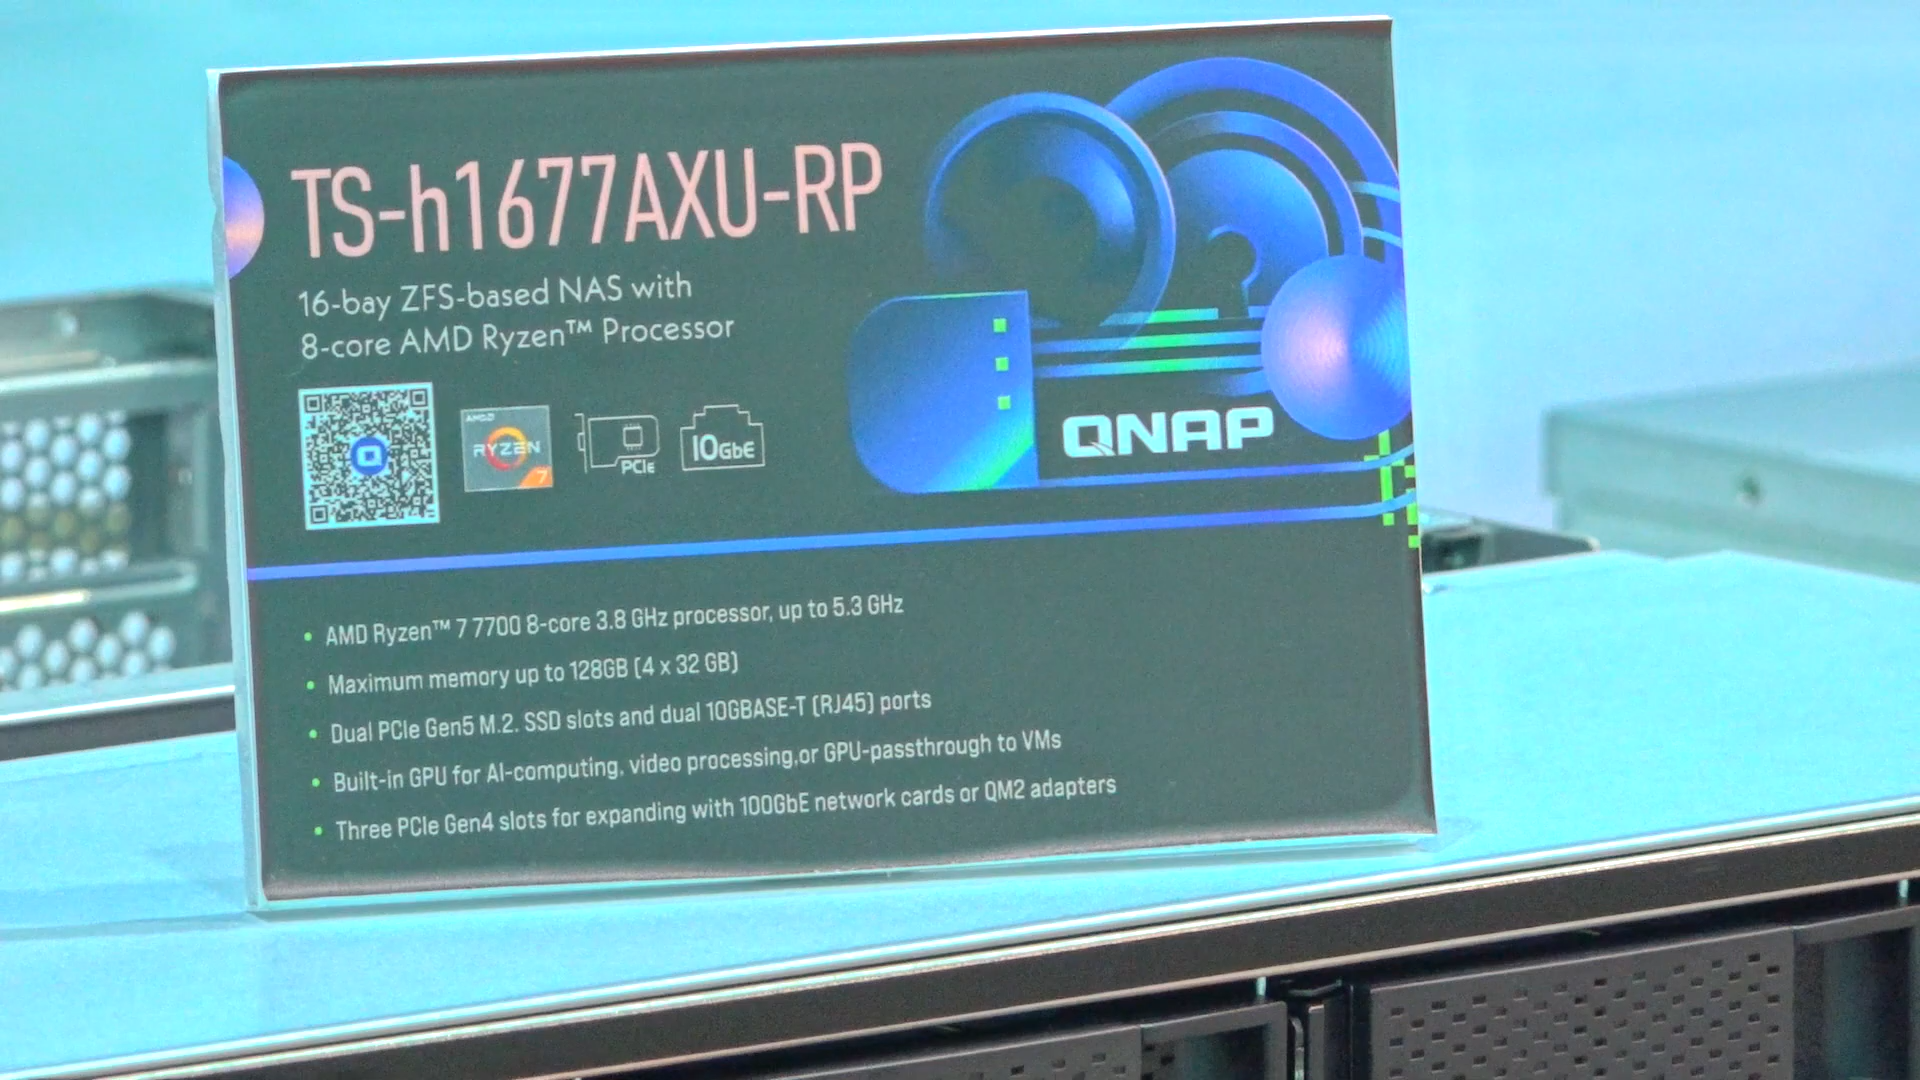 TS-h1677AXU-RP
16-bay ZFS-based NAS with
8-core AMD Ryzen™ Processor
AMD
RYZEN
7
PCIe
10GbE
QNAP
• AMD Ryzen™ 7 7700 8-core 3.8 GHz processor, up to 5.3 GHz
• Maximum memory up to 128GB (4 x 32 GB)
• Dual PCIe Gen5 M.2. SSD slots and dual 10GBASE-T (RJ45) ports
• Built-in GPU for AI-computing, video processing,or GPU-passthrough to VMs
• Three PCIe Gen4 slots for expanding with 100GbE network cards or QM2 adapters